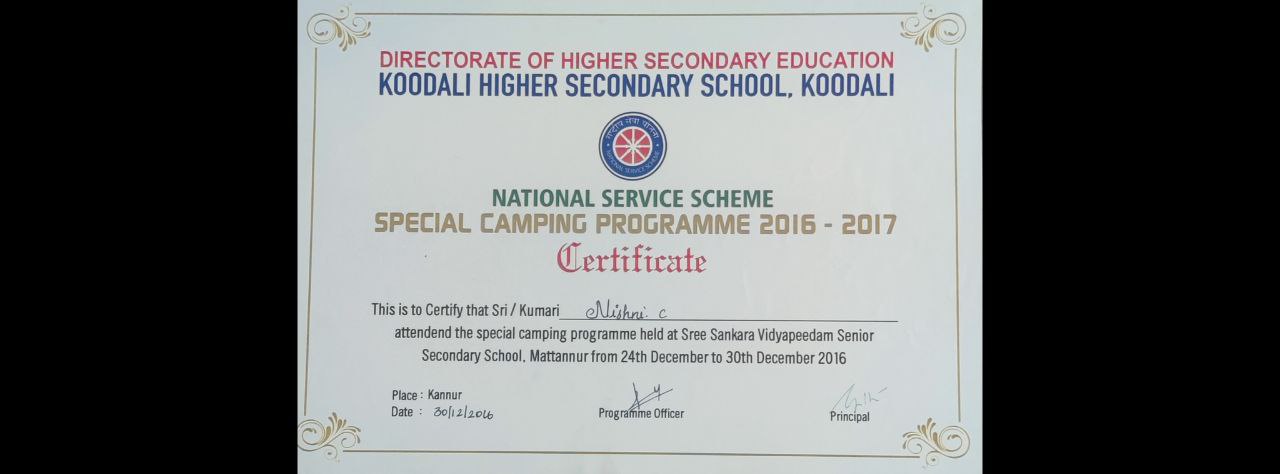 DIRECTORATE OF HIGHER SECONDARY EDUCATION
KOODALI HIGHER SECONDARY SCHOOL, KOODALI
राष्ट्रीय सेवा योजना
NATIONAL SERVICE SCHEME
NATIONAL SERVICE SCHEME
SPECIAL CAMPING PROGRAMME 2016 - 2017
Certificate
This is to Certify that Sri / Kumari Nishni. C
attendend the special camping programme held at Sree Sankara Vidyapeedam Senior
Secondary School, Mattannur from 24th December to 30th December 2016
Place : Kannur
Date : 30/12/2016
Programme Officer
Principal